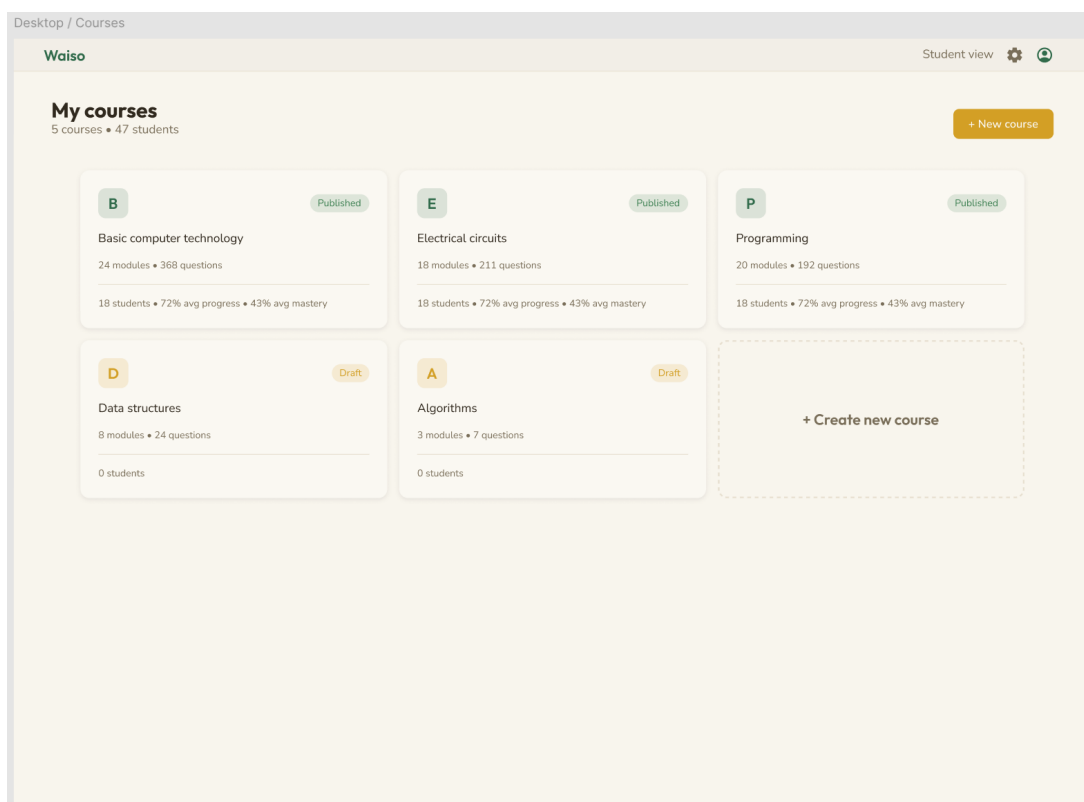 Desktop / Courses
Waiso
Student view
My courses
5 courses • 47 students
+ New course
B
Published
Basic computer technology
24 modules • 368 questions
18 students • 72% avg progress • 43% avg mastery
E
Published
Electrical circuits
18 modules • 211 questions
18 students • 72% avg progress • 43% avg mastery
P
Published
Programming
20 modules • 192 questions
18 students • 72% avg progress • 43% avg mastery
D
Draft
Data structures
8 modules • 24 questions
0 students
A
Draft
Algorithms
3 modules • 7 questions
0 students
+ Create new course